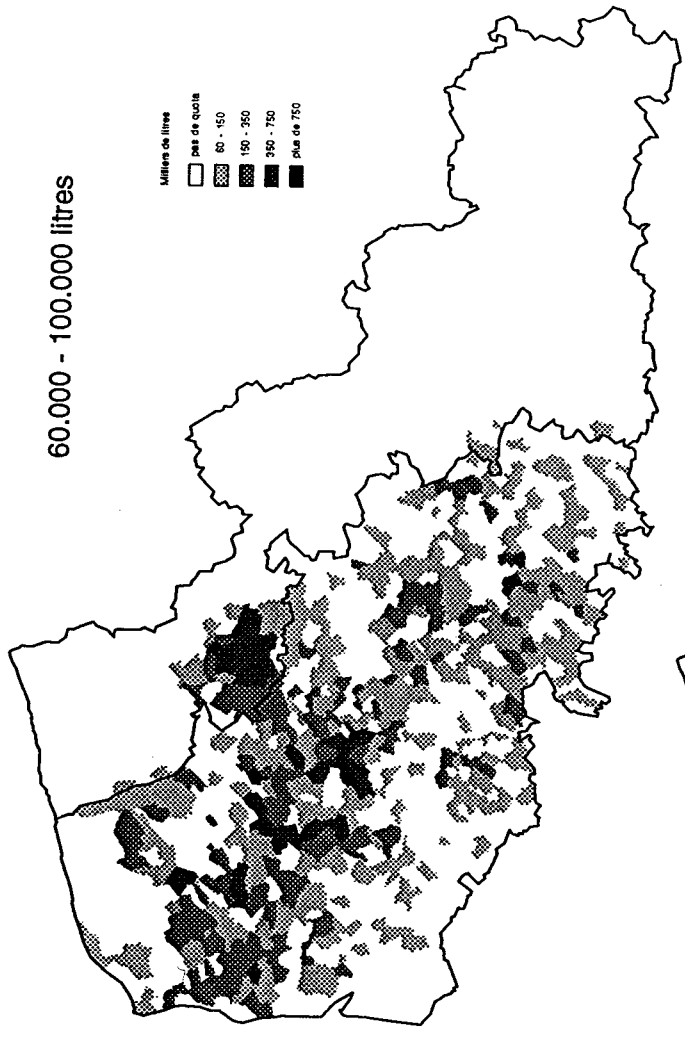 60.000 - 100.000 litres
Milliers de litres
pas de quota
60 - 150
150 - 350
350 - 750
plus de 750